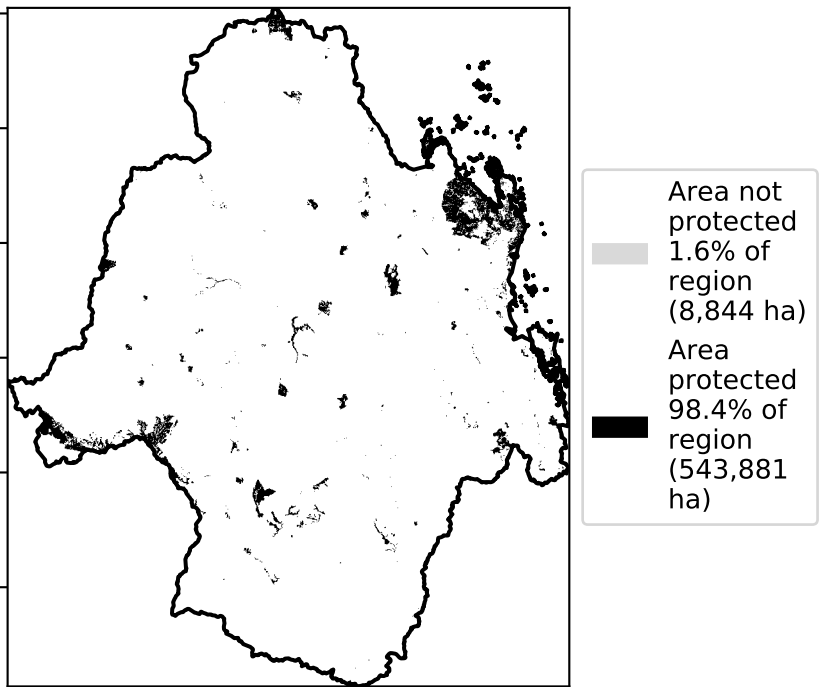 Area not
protected
1.6% of
region
(8,844 ha)
Area
protected
98.4% of
region
(543,881
ha)